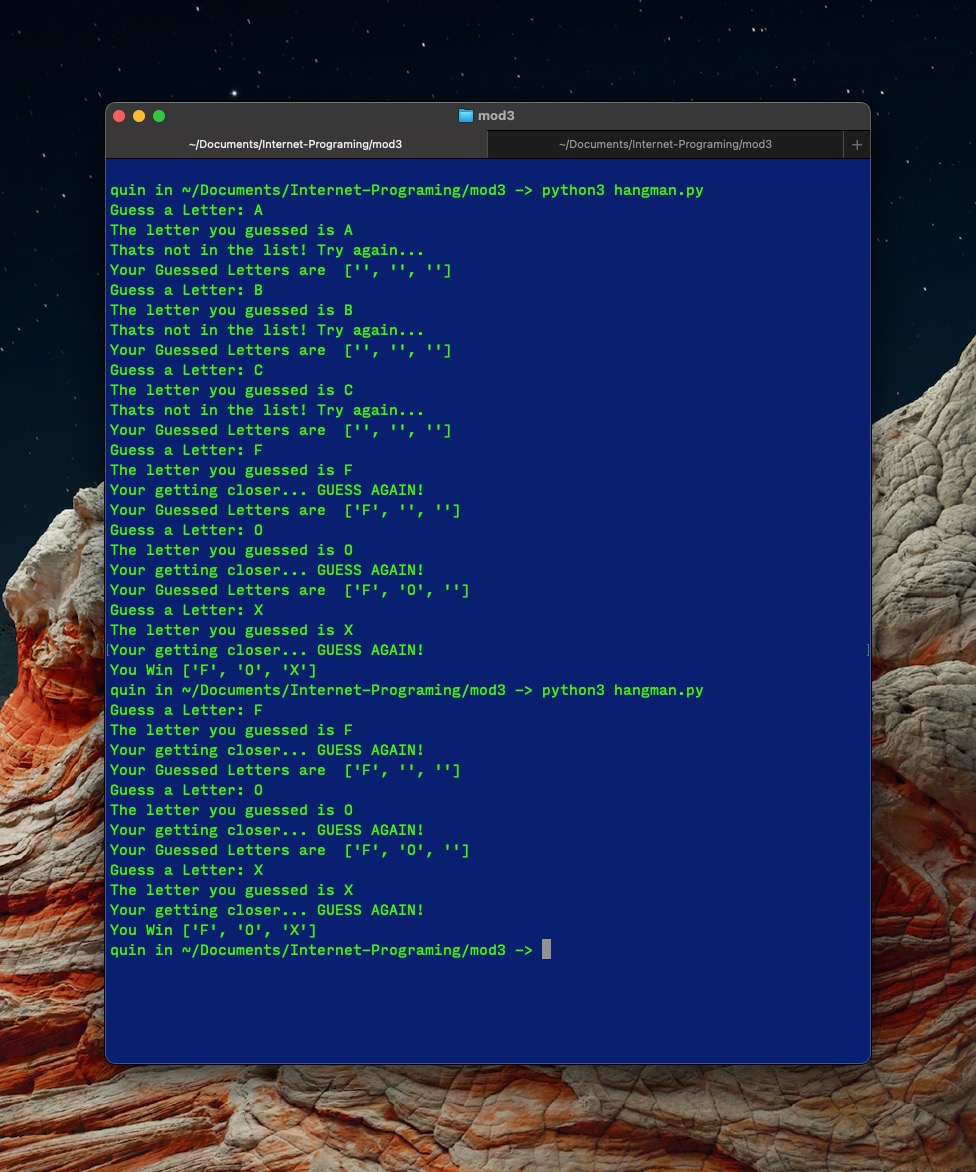 mod3
~/Documents/Internet-Programing/mod3
~/Documents/Internet-Programing/mod3
quin in ~/Documents/Internet-Programing/mod3 -> python3 hangman.py
Guess a Letter: A
The letter you guessed is A
Thats not in the list! Try again...
Your Guessed Letters are  ['', '', '']
Guess a Letter: B
The letter you guessed is B
Thats not in the list! Try again...
Your Guessed Letters are  ['', '', '']
Guess a Letter: C
The letter you guessed is C
Thats not in the list! Try again...
Your Guessed Letters are  ['', '', '']
Guess a Letter: F
The letter you guessed is F
Your getting closer... GUESS AGAIN!
Your Guessed Letters are  ['F', '', '']
Guess a Letter: O
The letter you guessed is O
Your getting closer... GUESS AGAIN!
Your Guessed Letters are  ['F', 'O', '']
Guess a Letter: X
The letter you guessed is X
Your getting closer... GUESS AGAIN!
You Win ['F', 'O', 'X']
quin in ~/Documents/Internet-Programing/mod3 -> python3 hangman.py
Guess a Letter: F
The letter you guessed is F
Your getting closer... GUESS AGAIN!
Your Guessed Letters are  ['F', '', '']
Guess a Letter: O
The letter you guessed is O
Your getting closer... GUESS AGAIN!
Your Guessed Letters are  ['F', 'O', '']
Guess a Letter: X
The letter you guessed is X
Your getting closer... GUESS AGAIN!
You Win ['F', 'O', 'X']
quin in ~/Documents/Internet-Programing/mod3 ->